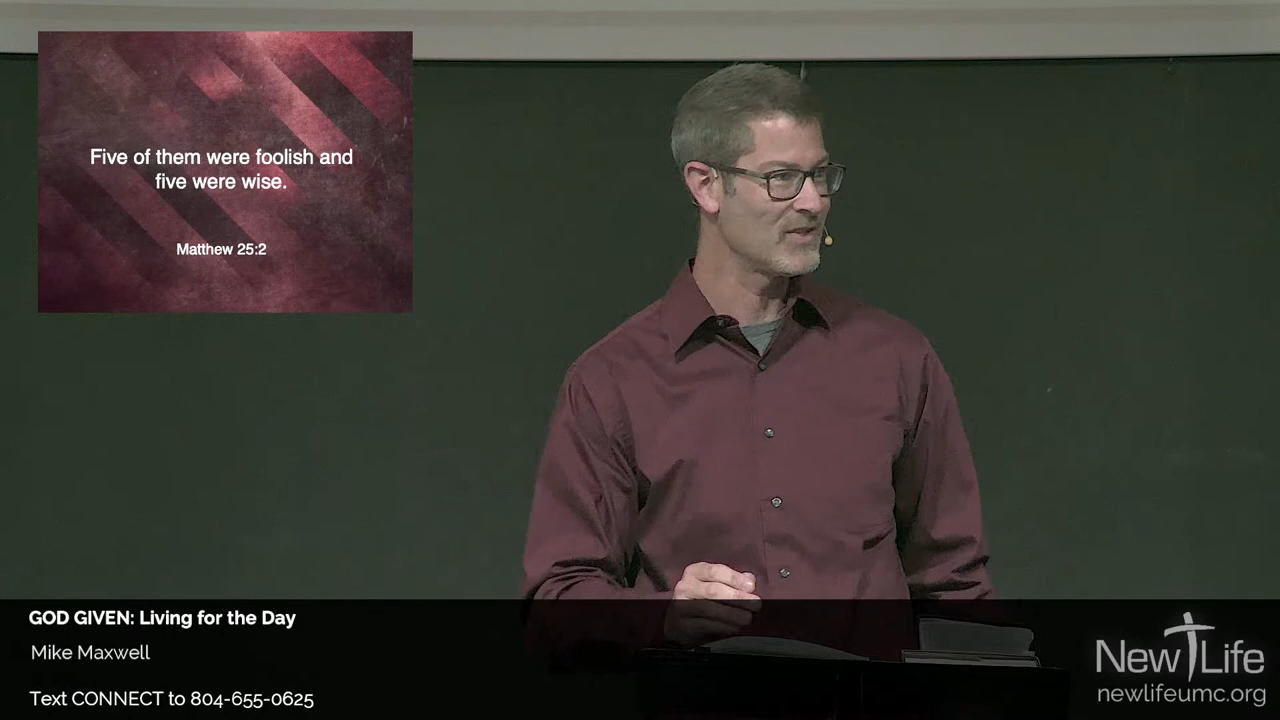 Five of them were foolish and
five were wise.
Matthew 25:2
GOD GIVEN: Living for the Day
Mike Maxwell
Text CONNECT to 804-655-0625
New Life
newlifeumc.org